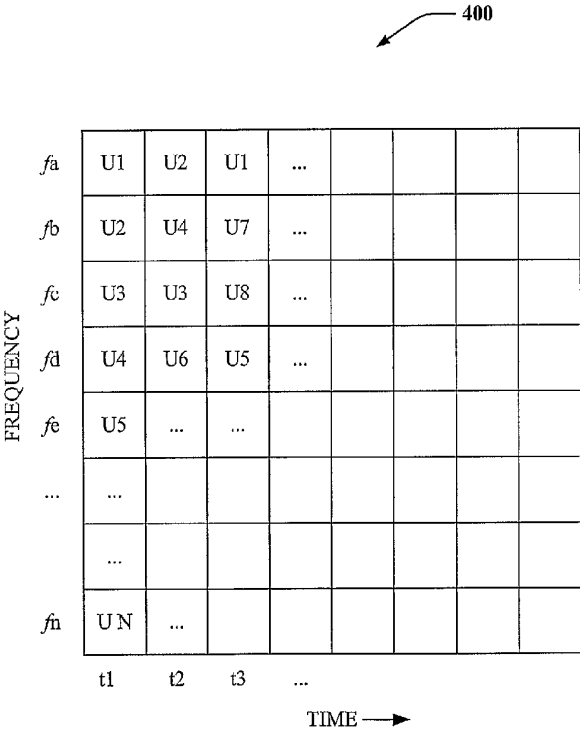 400
fa U1 U2 U1 ...
fb U2 U4 U7 ...
fc U3 U3 U8 ...
fd U4 U6 U5 ...
fe U5 ... ...
... ...
...
fn U N ...
t1 t2 t3 ...
FREQUENCY
TIME